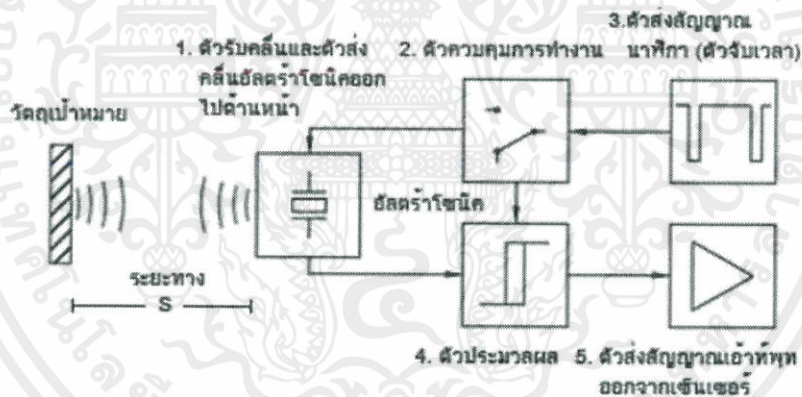 3.ตัวส่งสัญญาณ
1. ตัวรับคลื่นและตัวส่ง 2. ตัวควบคุมการทำงาน นาฬิกา (ตัวจับเวลา)
คลื่นอัลตร้าโซนิคออก
ไปด้านหน้า
วัตถุเป้าหมาย
อัลตร้าโซนิค
ระยะทาง
S
4. ตัวประมวลผล 5. ตัวส่งสัญญาณเอ้าท์พุท
ออกจากเซ็นเซอร์